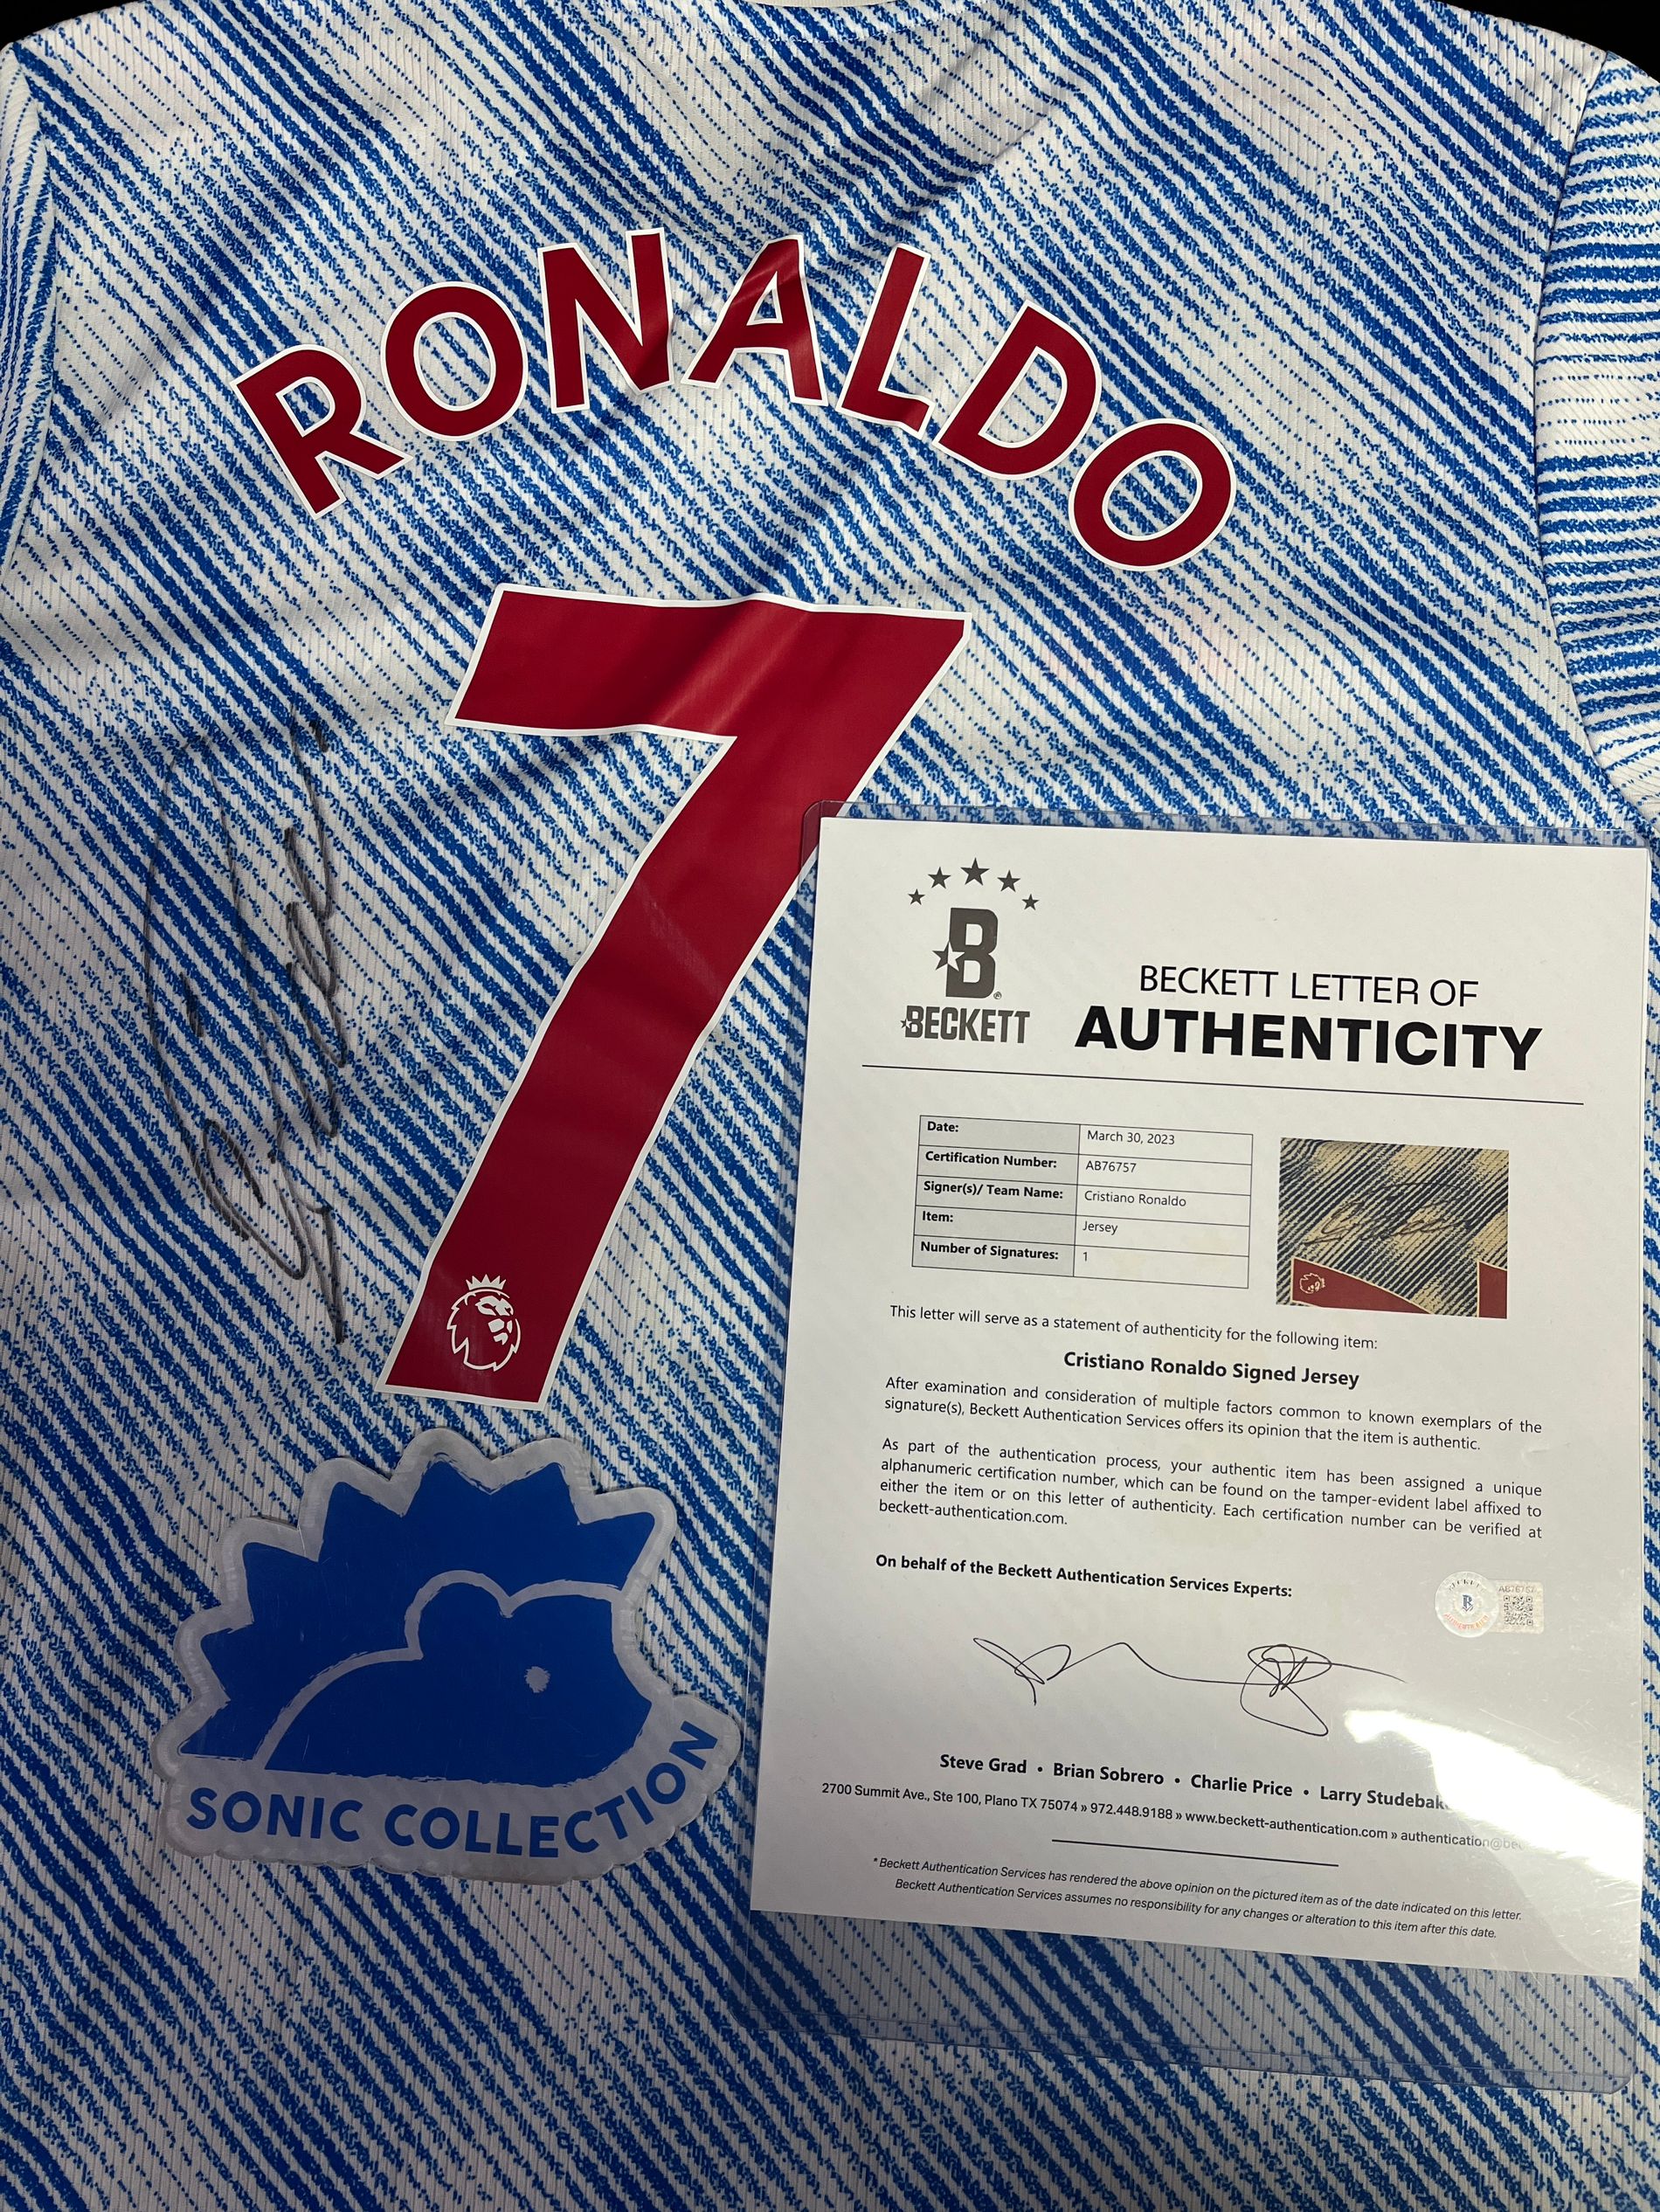 RONALDO
7
BECKETT
BECKETT LETTER OF
AUTHENTICITY
Date: March 30, 2023
Certification Number: AB76757
Signer(s)/ Team Name: Cristiano Ronaldo
Item: Jersey
Number of Signatures: 1
This letter will serve as a statement of authenticity for the following item:
Cristiano Ronaldo Signed Jersey
After examination and consideration of multiple factors common to known exemplars of the
signature(s), Beckett Authentication Services offers its opinion that the item is authentic.
As part of the authentication process, your authentic item has been assigned a unique
alphanumeric certification number, which can be found on the tamper-evident label affixed to
either the item or on this letter of authenticity. Each certification number can be verified at
beckett-authentication.com.
On behalf of the Beckett Authentication Services Experts:
AB76757
Steve Grad • Brian Sobrero • Charlie Price • Larry
2700 Summit Ave., Ste 100, Plano TX 75074 » 972.448.9188 » www.beckett-authentication.com »
* Beckett Authentication Services has rendered the above opinion on the pictured item as of the date indicated on this letter.
Beckett Authentication Services assumes no responsibility for any changes or alteration to this item after this date.
SONIC COLLECTION